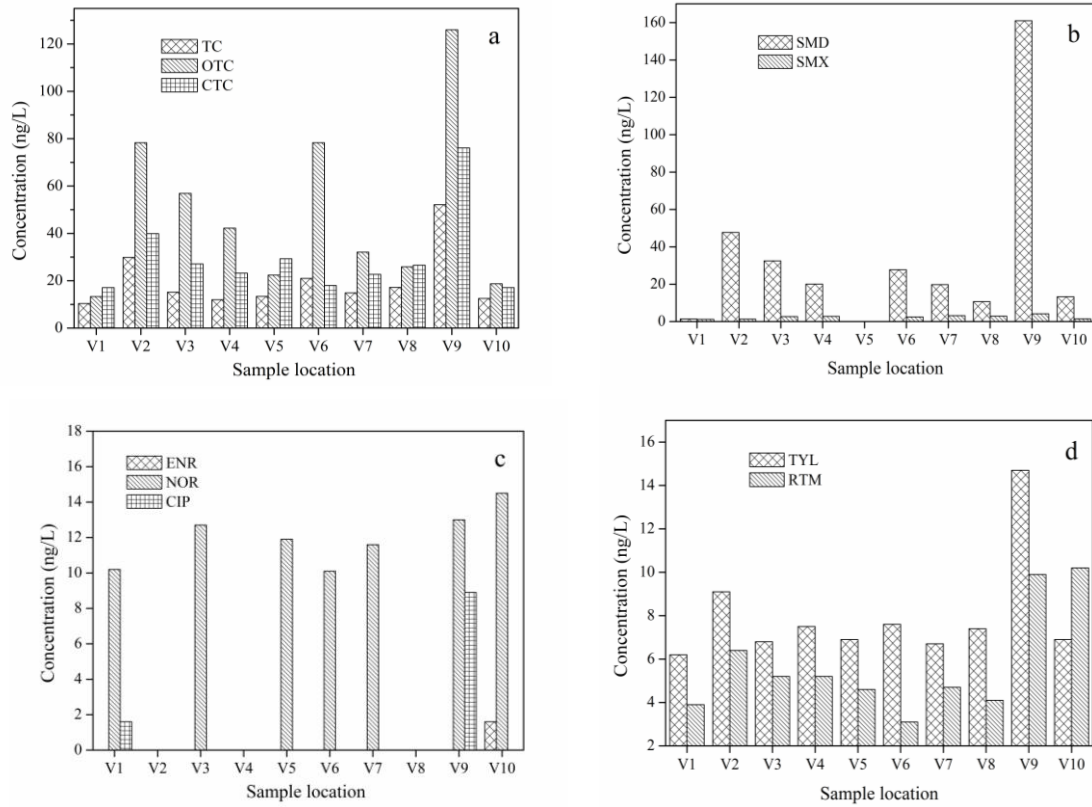 a
TC
OTC
CTC
Concentration (ng/L)
120
100
80
60
40
20
0
V1 V2 V3 V4 V5 V6 V7 V8 V9 V10
Sample location
b
SMD
SMX
Concentration (ng/L)
160
140
120
100
80
60
40
20
0
V1 V2 V3 V4 V5 V6 V7 V8 V9 V10
Sample location
c
ENR
NOR
CIP
Concentration (ng/L)
18
16
14
12
10
8
6
4
2
0
V1 V2 V3 V4 V5 V6 V7 V8 V9 V10
Sample location
d
TYL
RTM
Concentration (ng/L)
16
14
12
10
8
6
4
2
V1 V2 V3 V4 V5 V6 V7 V8 V9 V10
Sample location